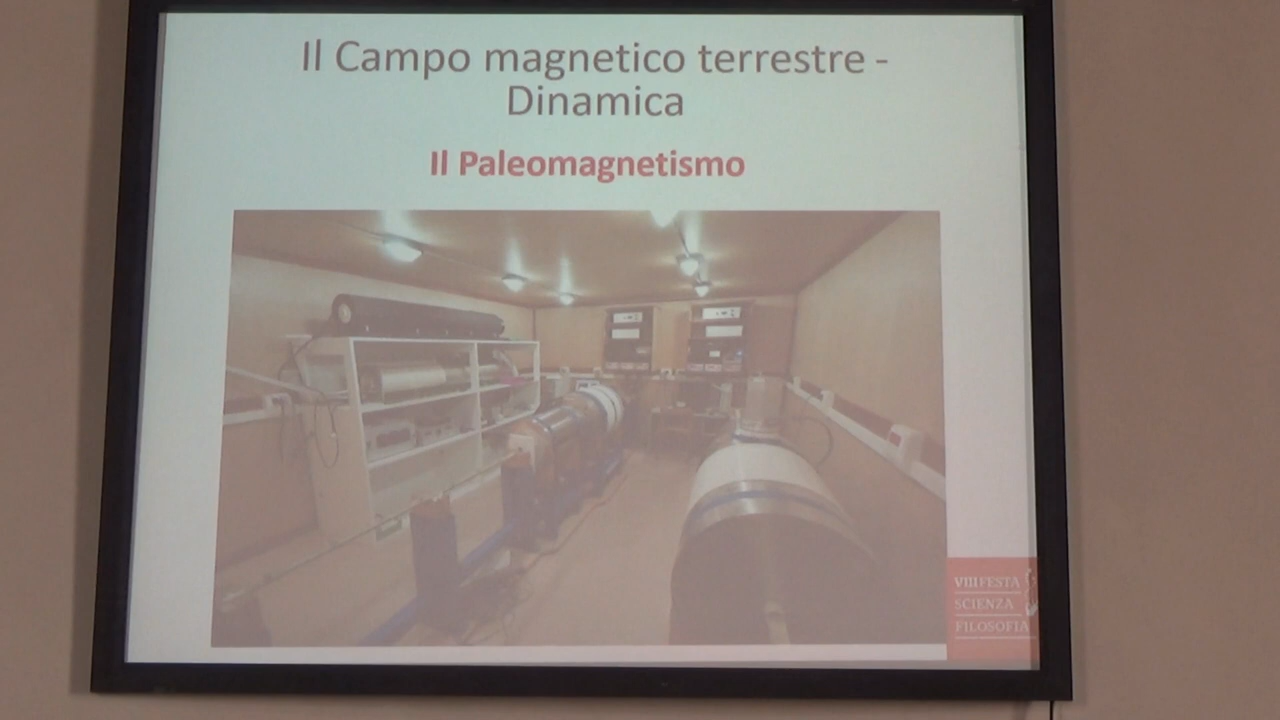 Il Campo magnetico terrestre -
Dinamica
Il Paleomagnetismo
VIII FESTA
SCIENZA
FILOSOFIA